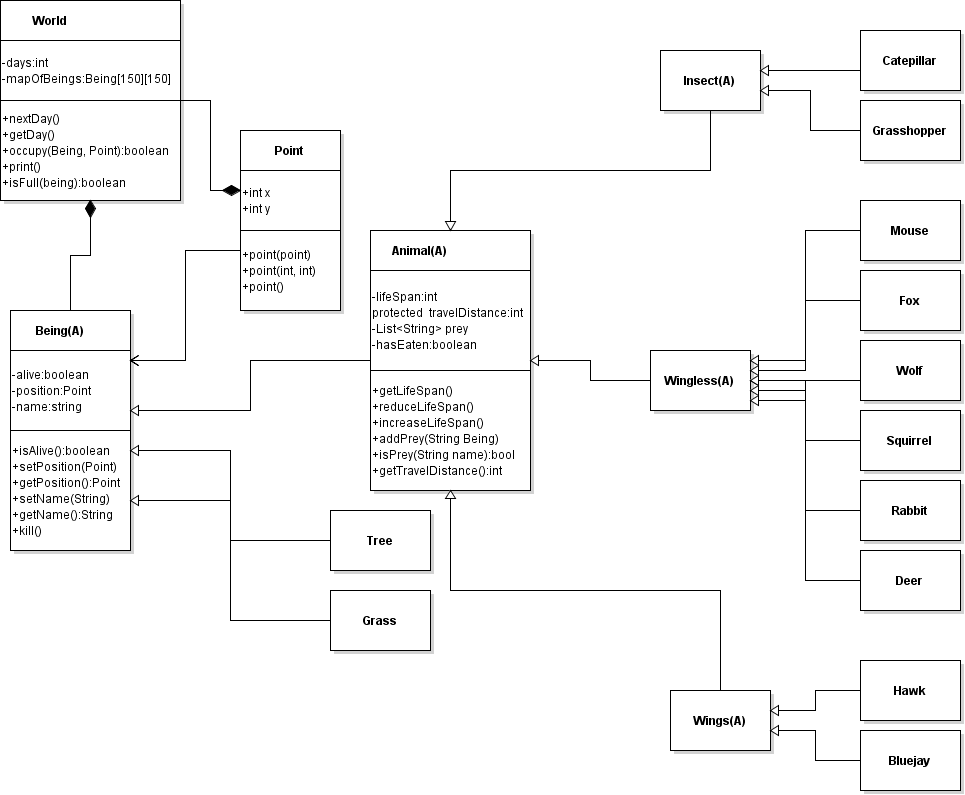 World
-days:int
-mapOfBeings:Being[150][150]
+nextDay()
+getDay()
+occupy(Being, Point):boolean
+print()
+isFull(being):boolean
Point
+int x
+int y
+point(point)
+point(int, int)
+point()
Being(A)
-alive:boolean
-position:Point
-name:string
+isAlive():boolean
+setPosition(Point)
+getPosition():Point
+setName(String)
+getName():String
+kill()
Animal(A)
-lifeSpan:int
protected travelDistance:int
-List<String> prey
-hasEaten:boolean
+getLifeSpan()
+reduceLifeSpan()
+increaseLifeSpan()
+addPrey(String Being)
+isPrey(String name):bool
+getTravelDistance():int
Tree
Grass
Insect(A)
Catepillar
Grasshopper
Wingless(A)
Mouse
Fox
Wolf
Squirrel
Rabbit
Deer
Wings(A)
Hawk
Bluejay